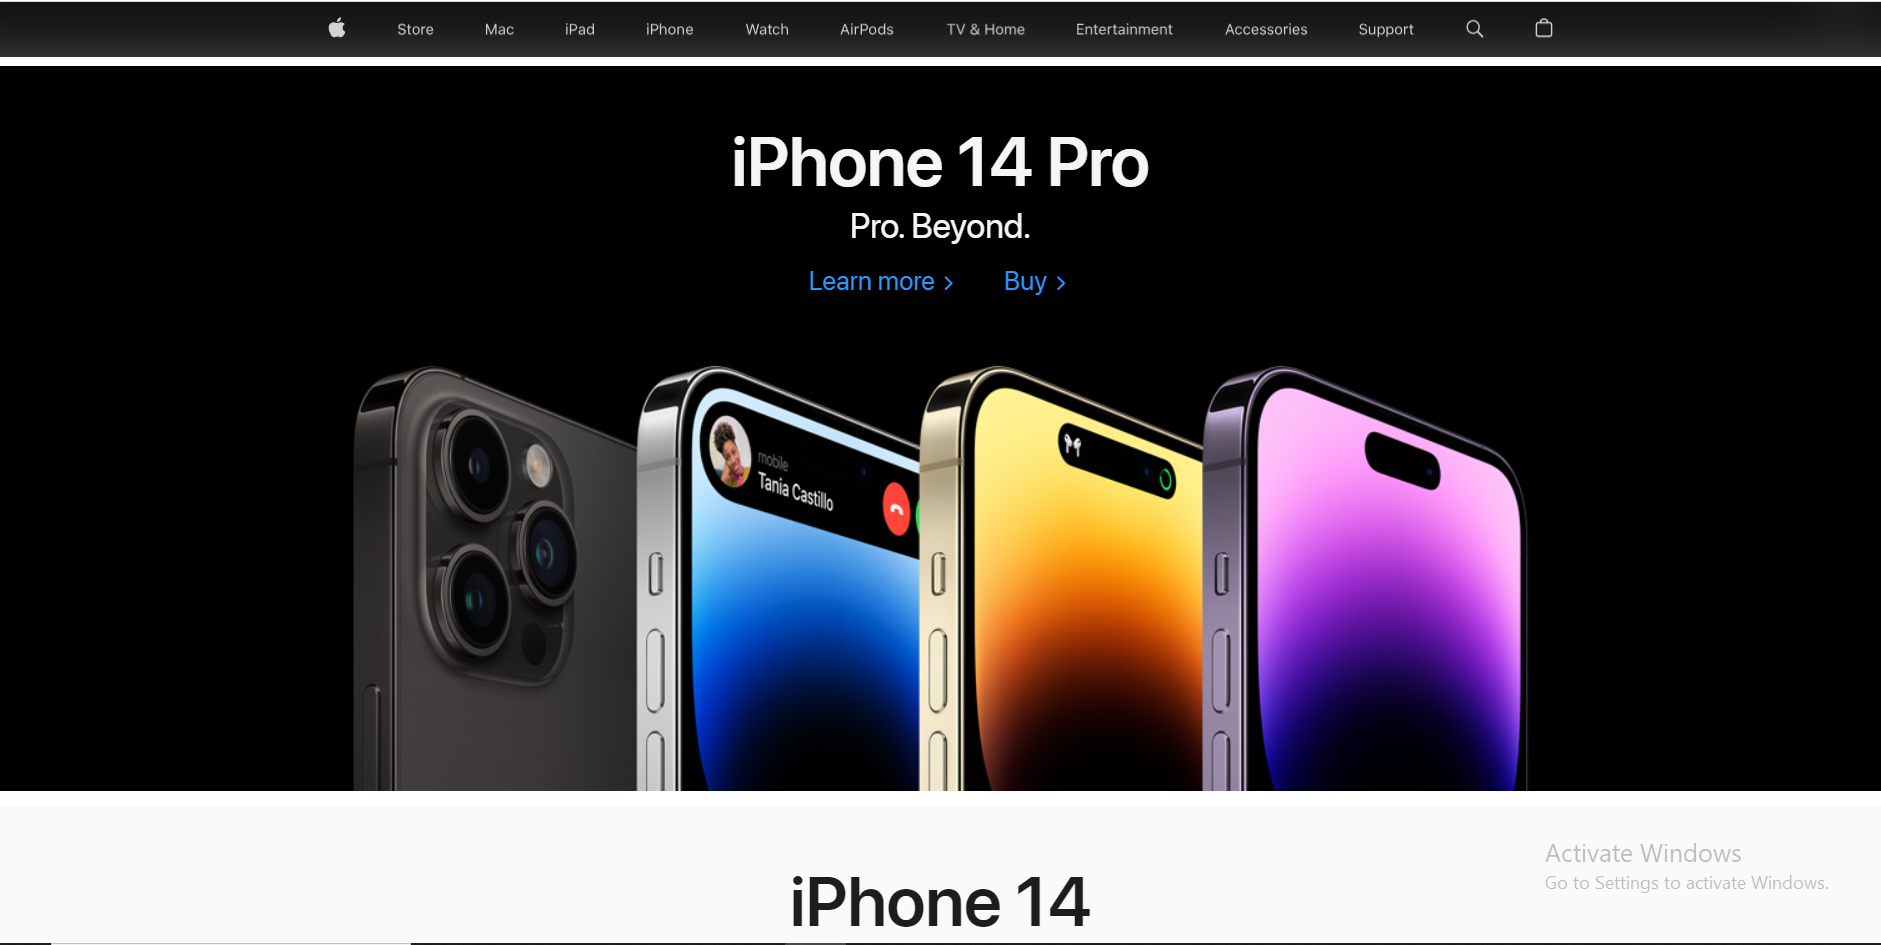 Store Mac iPad iPhone Watch AirPods TV & Home Entertainment Accessories Support
iPhone 14 Pro
Pro. Beyond.
Learn more > Buy >
mobile
Tania Castillo
iPhone 14
Activate Windows
Go to Settings to activate Windows.